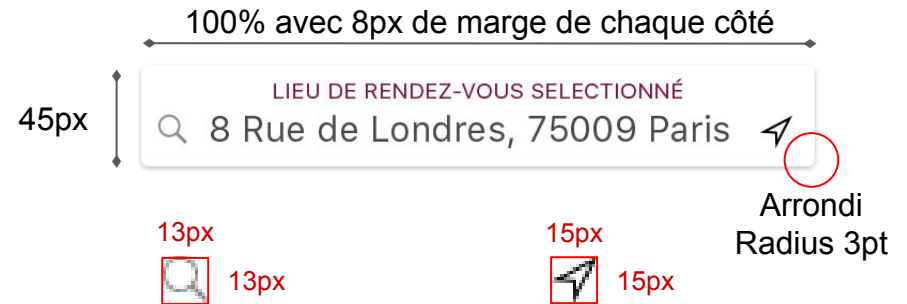 100% avec 8px de marge de chaque côté
45px
LIEU DE RENDEZ-VOUS SELECTIONNÉ
8 Rue de Londres, 75009 Paris
Arrondi
Radius 3pt
13px
13px
15px
15px